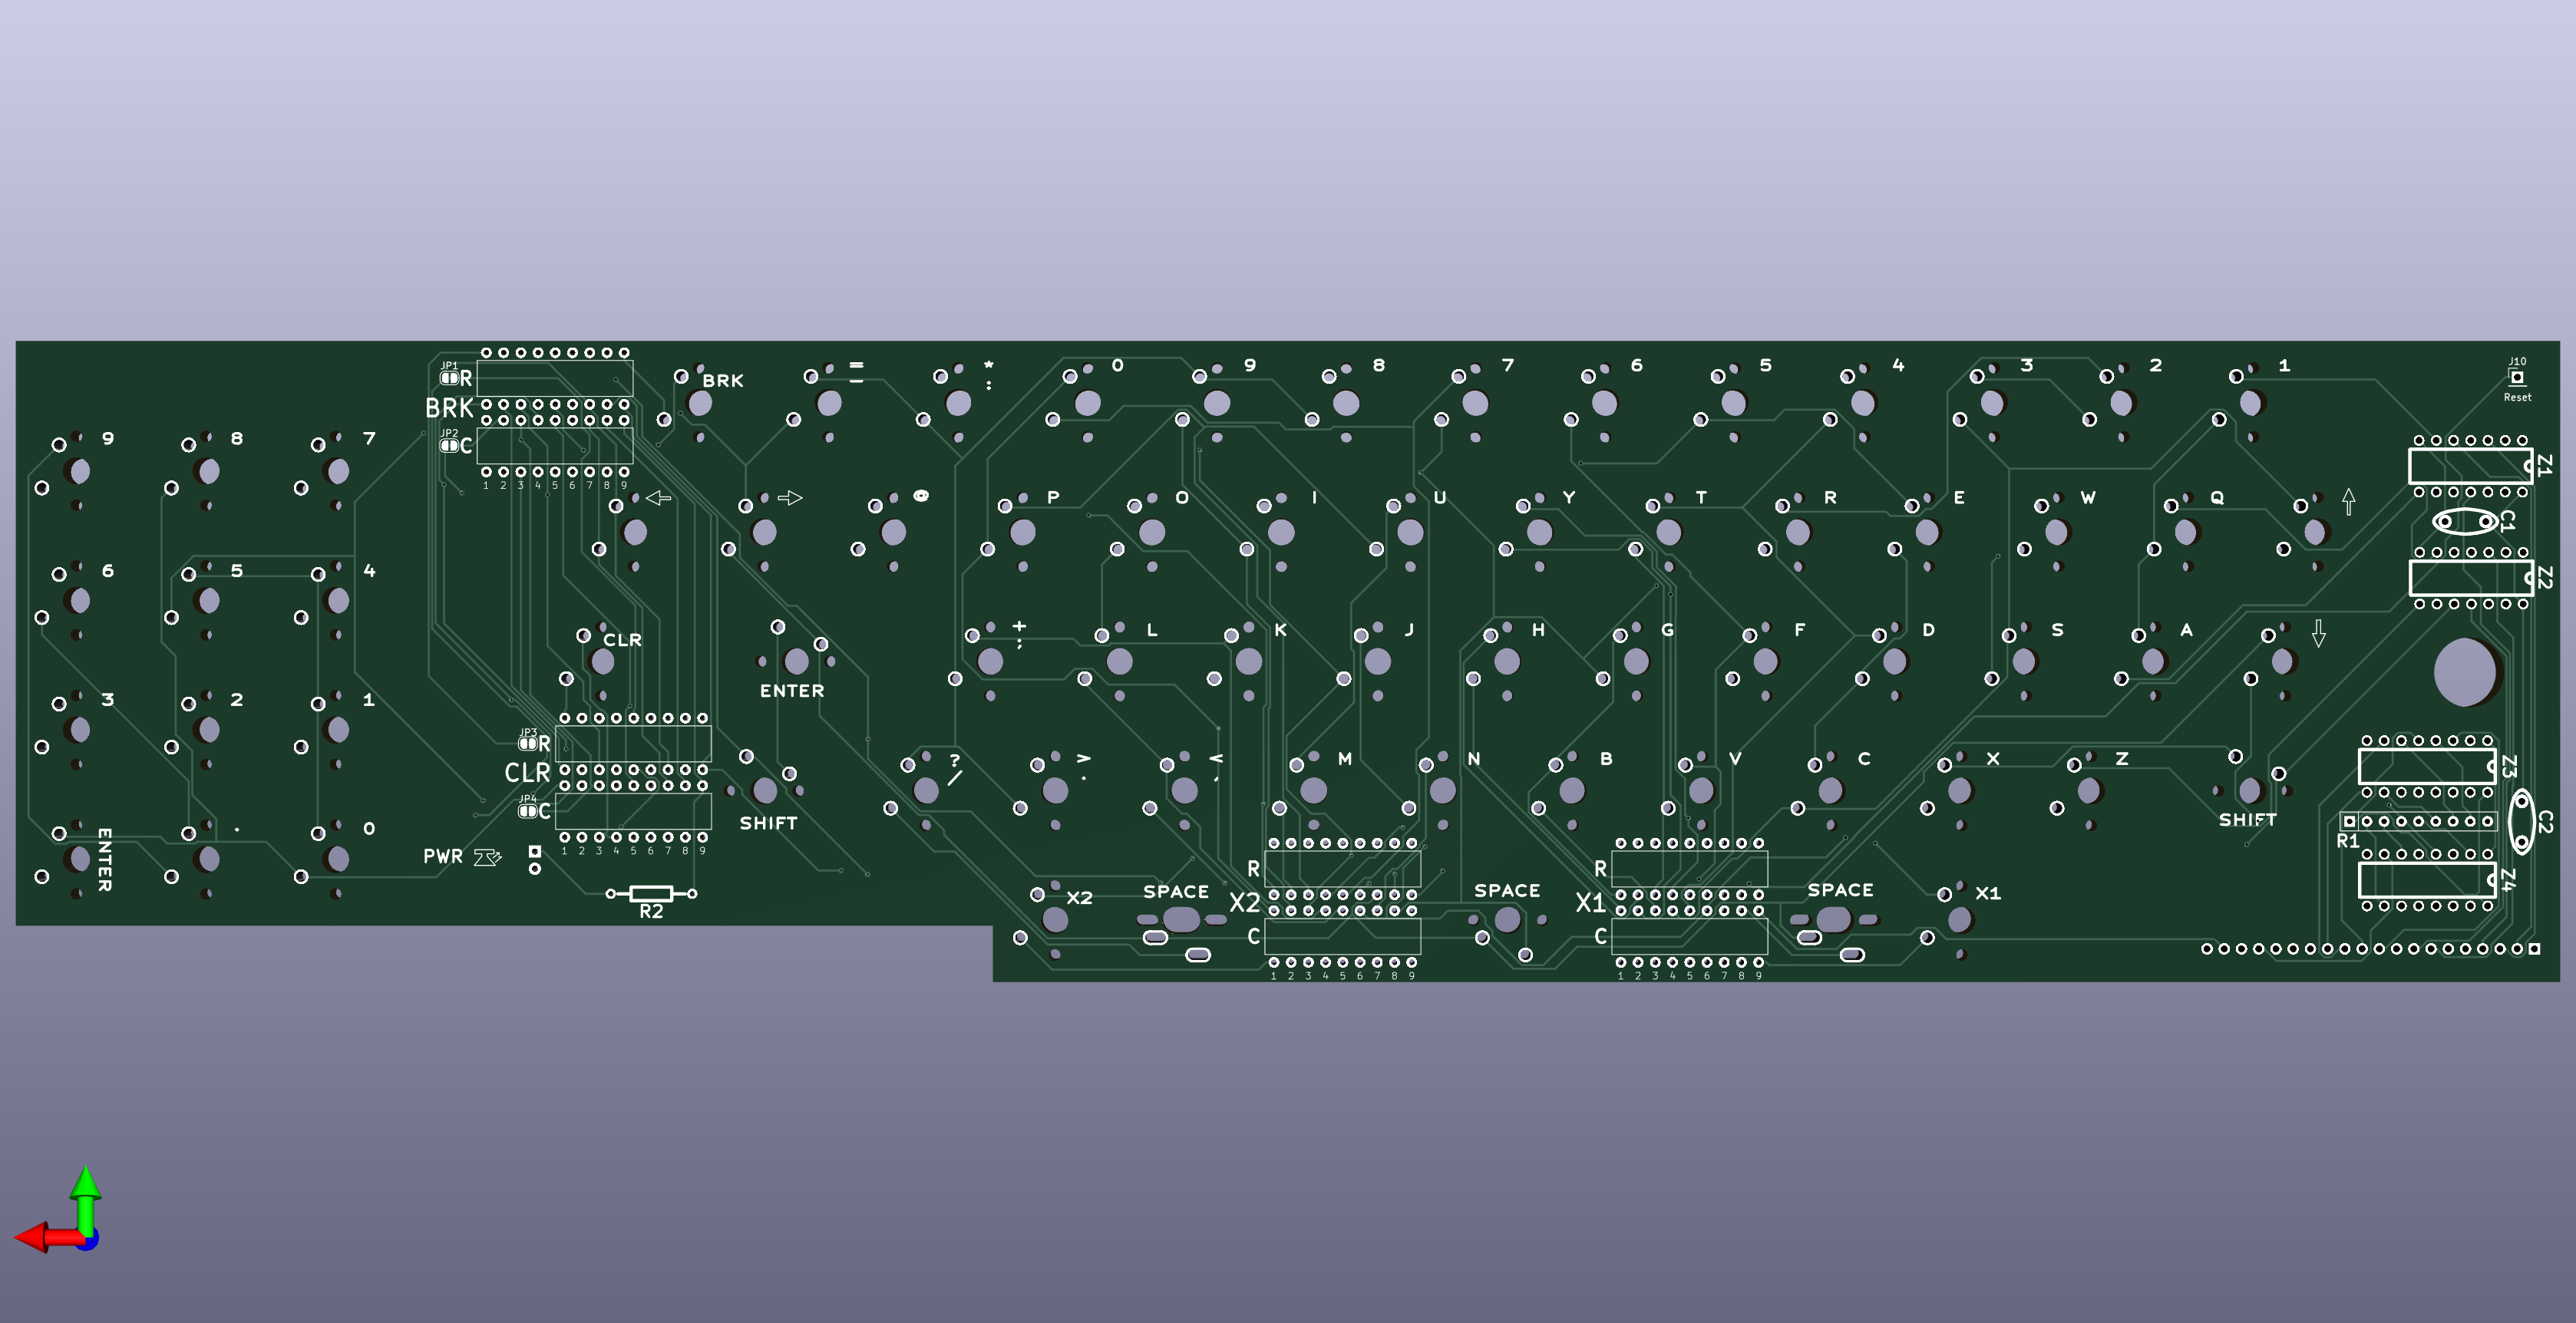 JP1 R
BRK
JP2 C
1 2 3 4 5 6 7 8 9
BRK
= -
* :
0 9 8 7 6 5 4 3 2 1
J10
Reset
9 8 7
@ P O I U Y T R E W Q
Z1
C1
6 5 4
Z2
CLR
ENTER
+ ;
L K J H G F D S A
3 2 1
JP3 R
CLR
JP4 C
1 2 3 4 5 6 7 8 9
SHIFT
? /
> .
< ,
M N B V C X Z
SHIFT
Z3
C2
R1
Z4
ENTER
. 0
PWR
R2
X2
SPACE
R
X2
C
1 2 3 4 5 6 7 8 9
SPACE
R
X1
C
1 2 3 4 5 6 7 8 9
SPACE
X1